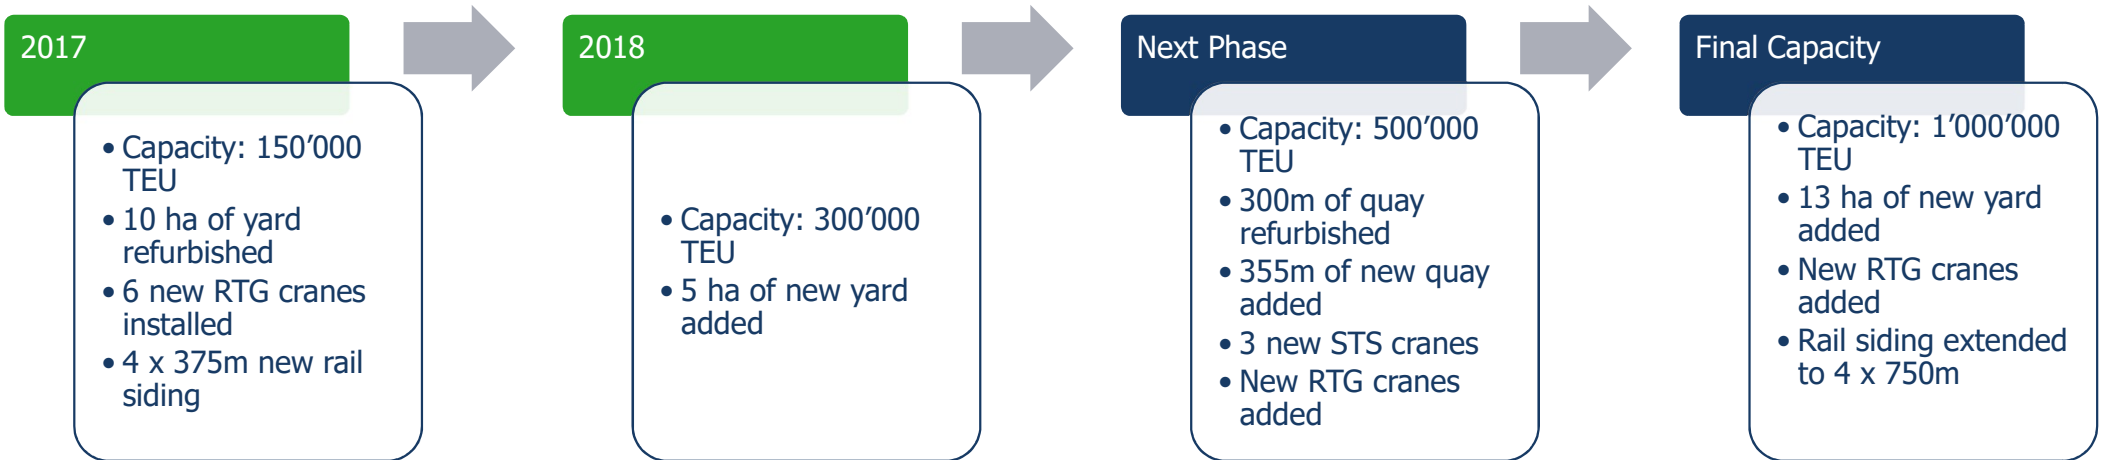 2017
• Capacity: 150’000
TEU
• 10 ha of yard
refurbished
• 6 new RTG cranes
installed
• 4 x 375m new rail
siding
2018
• Capacity: 300’000
TEU
• 5 ha of new yard
added
Next Phase
• Capacity: 500’000
TEU
• 300m of quay
refurbished
• 355m of new quay
added
• 3 new STS cranes
• New RTG cranes
added
Final Capacity
• Capacity: 1’000’000
TEU
• 13 ha of new yard
added
• New RTG cranes
added
• Rail siding extended
to 4 x 750m